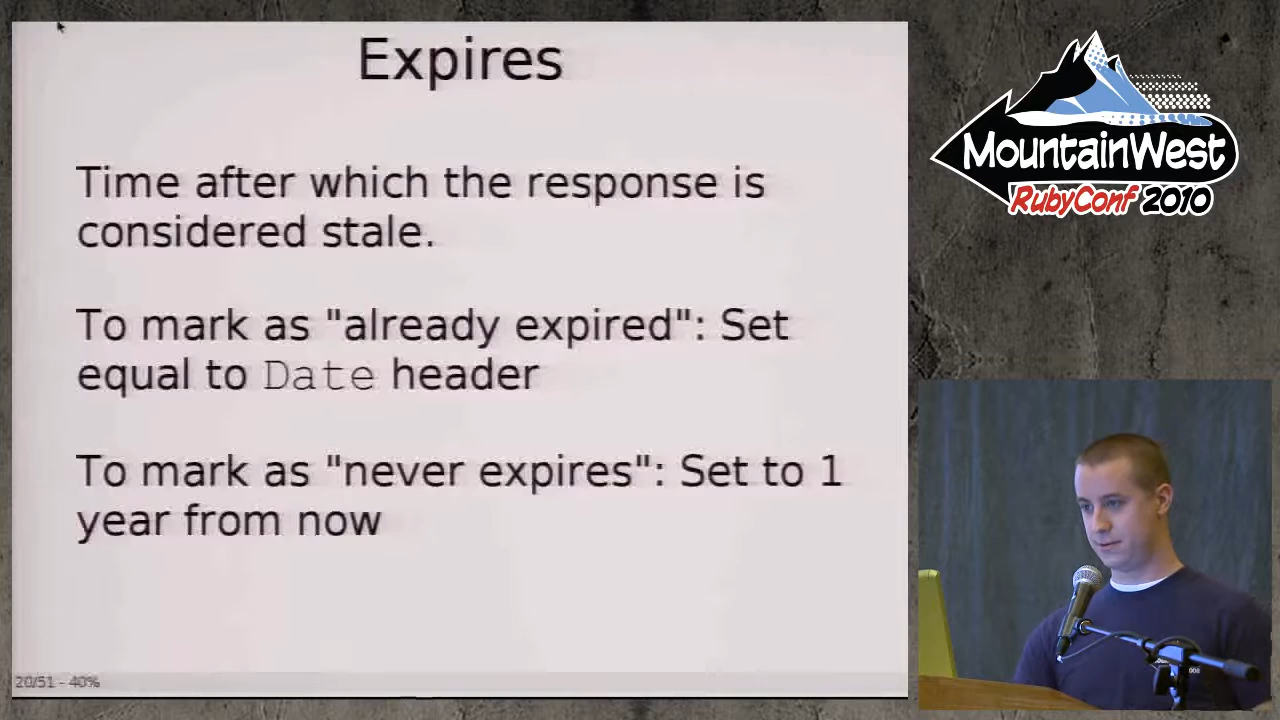 Expires
Time after which the response is
considered stale.
To mark as "already expired": Set
equal to Date header
To mark as "never expires": Set to 1
year from now
20/51 - 40%
MountainWest
RubyConf 2010